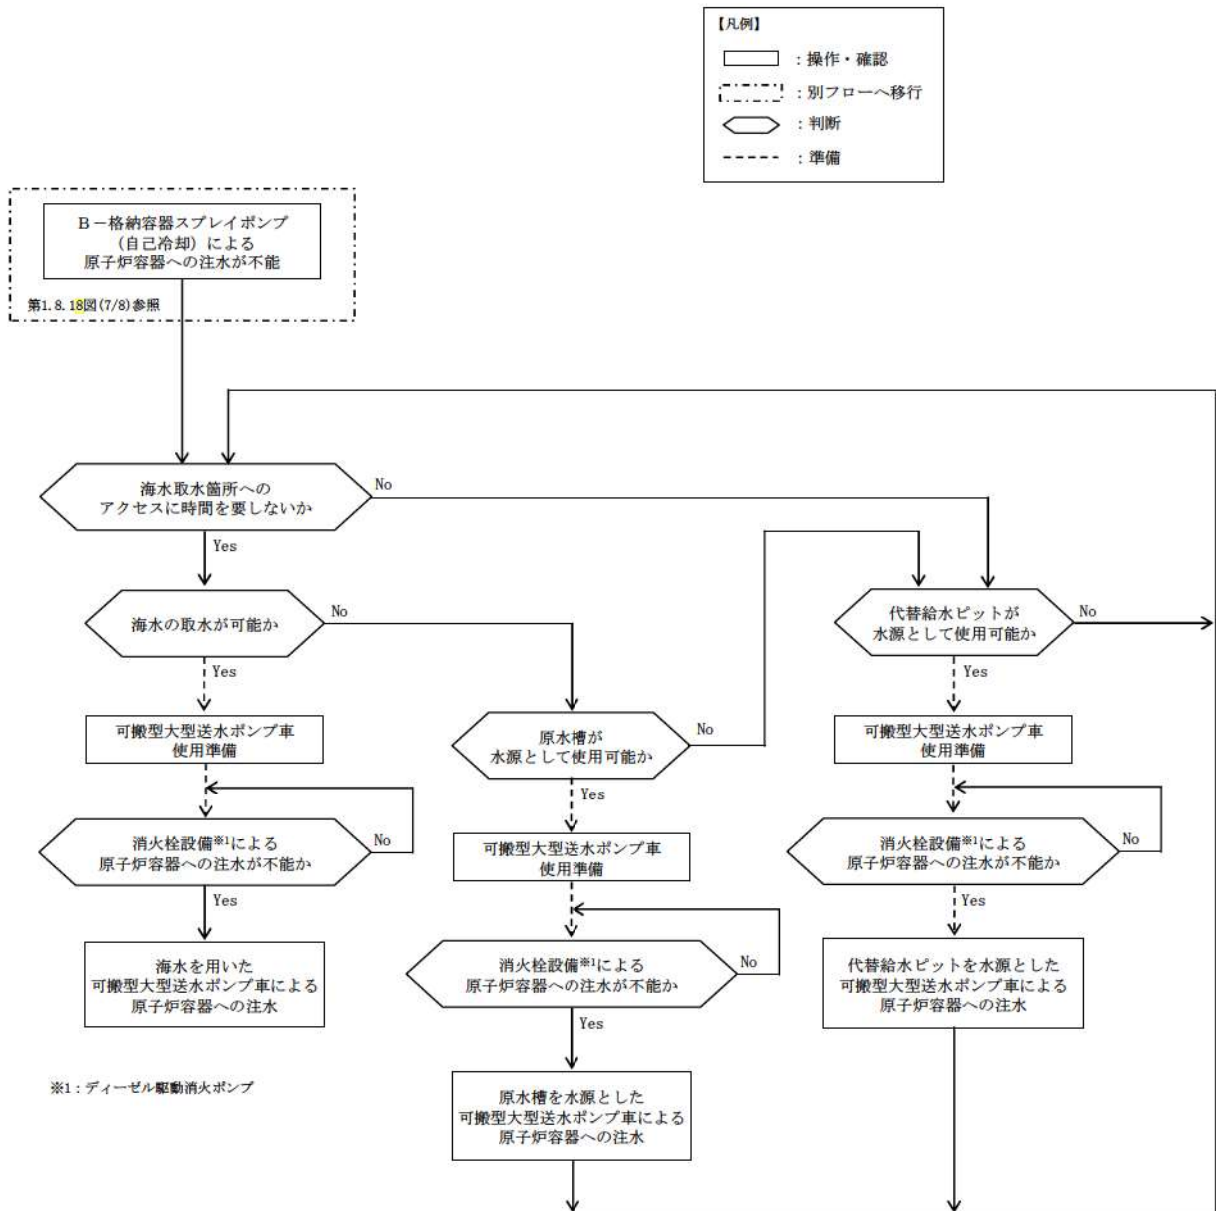 【凡例】
：操作・確認
：別フローへ移行
：判断
：準備
B－格納容器スプレイポンプ
（自己冷却）による
原子炉容器への注水が不能
第1.8.18図(7/8)参照
海水取水箇所への
アクセスに時間を要しないか
No
Yes
海水の取水が可能か
No
Yes
可搬型大型送水ポンプ車
使用準備
消火栓設備※1による
原子炉容器への注水が不能か
No
Yes
海水を用いた
可搬型大型送水ポンプ車による
原子炉容器への注水
原水槽が
水源として使用可能か
No
Yes
可搬型大型送水ポンプ車
使用準備
消火栓設備※1による
原子炉容器への注水が不能か
No
Yes
原水槽を水源とした
可搬型大型送水ポンプ車による
原子炉容器への注水
代替給水ピットが
水源として使用可能か
No
Yes
可搬型大型送水ポンプ車
使用準備
消火栓設備※1による
原子炉容器への注水が不能か
No
Yes
代替給水ピットを水源とした
可搬型大型送水ポンプ車による
原子炉容器への注水
※1：ディーゼル駆動消火ポンプ